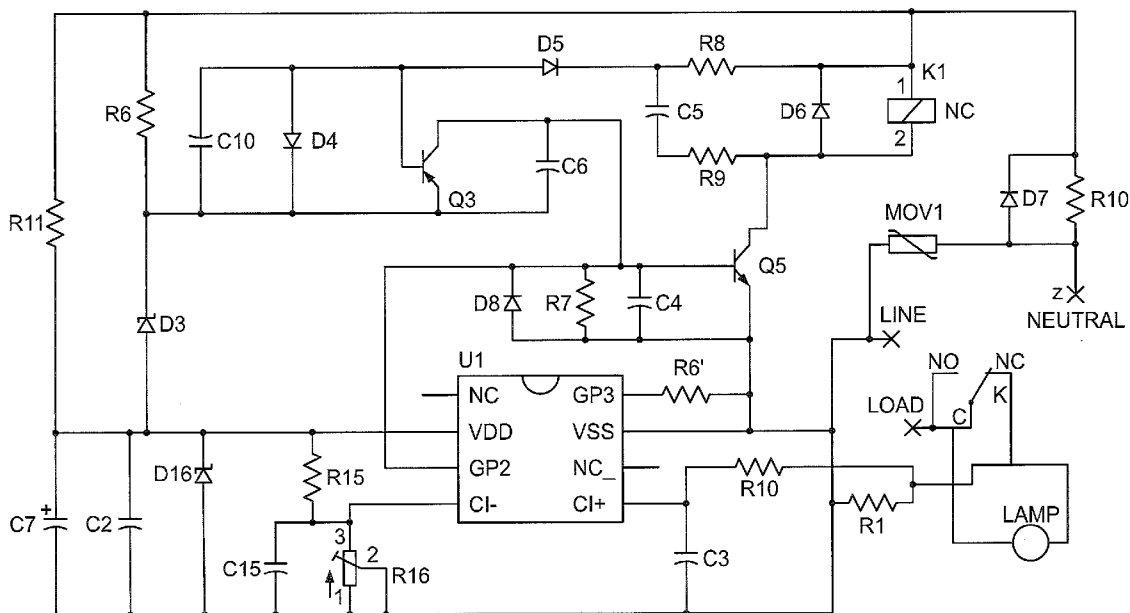 D5
R8
K1
1
R6
C10
D4
C5
D6
NC
2
C6
R9
Q3
R11
D7
R10
MOV1
Q5
D8
R7
C4
Z
NEUTRAL
D3
LINE
U1
NO
NC
NC
GP3
R6'
LOAD
C
K
VDD
VSS
D16
R15
GP2
NC_
R10
CI-
CI+
R1
LAMP
C7
+
C2
3
2
C15
R16
C3
1